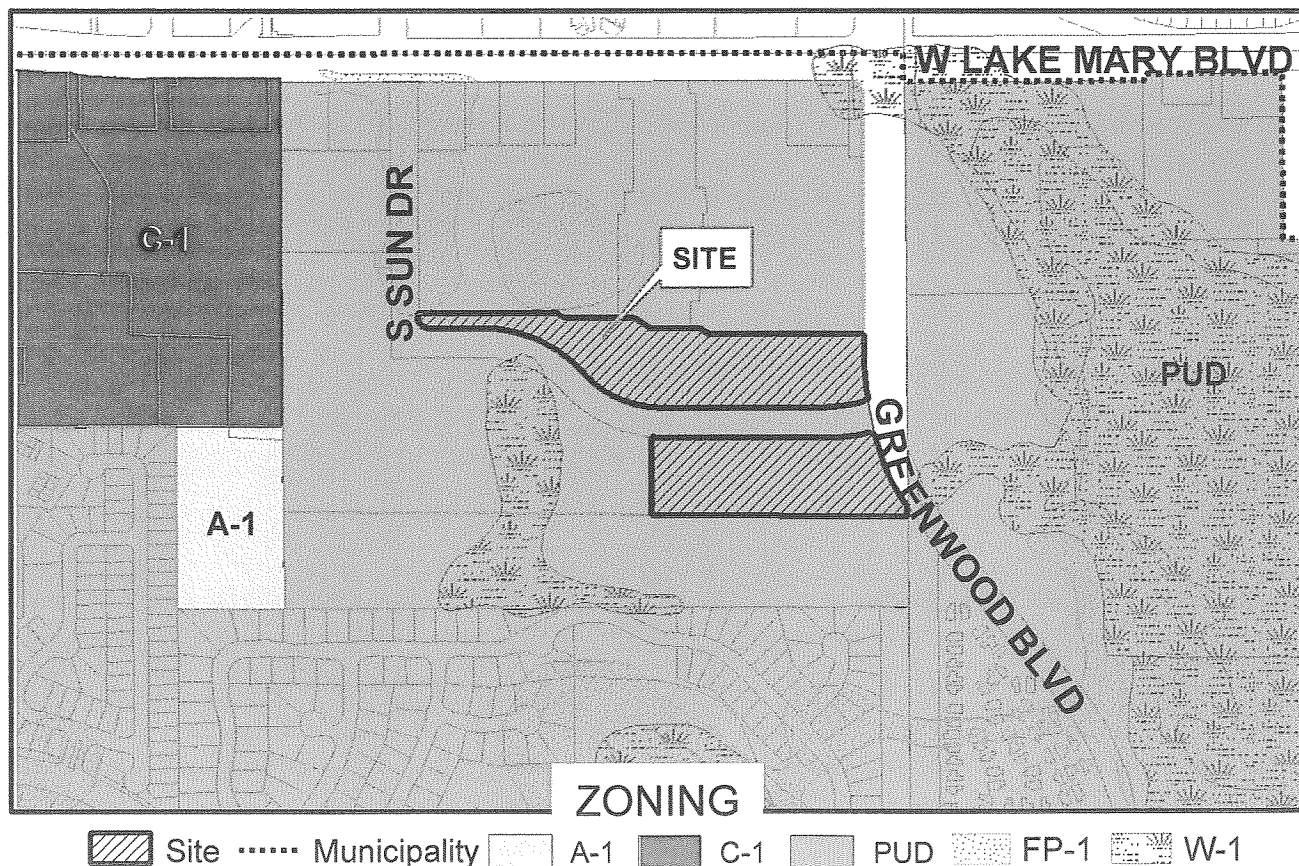 W LAKE MARY BLVD
S SUN DR
C-1
SITE
PUD
GREENWOOD BLVD
A-1
ZONING
Site Municipality A-1 C-1 PUD FP-1 W-1